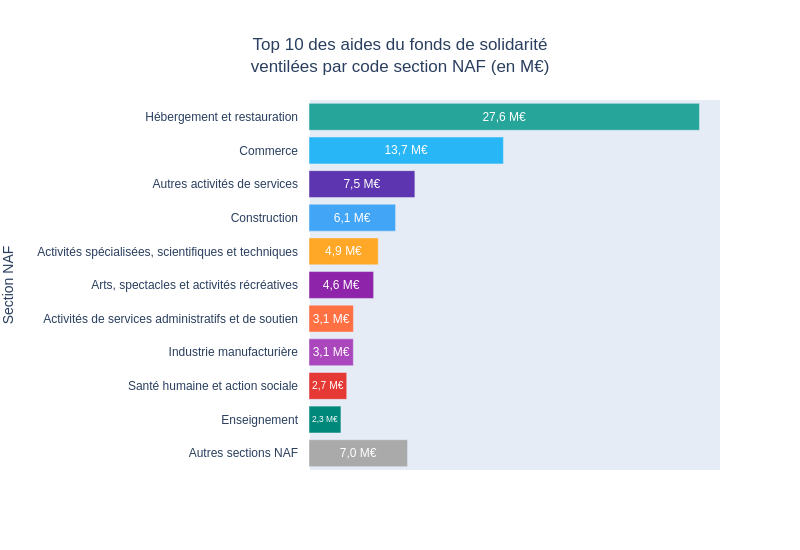 Top 10 des aides du fonds de solidarité
ventilées par code section NAF (en M€)
Section NAF
Hébergement et restauration 27,6 M€
Commerce 13,7 M€
Autres activités de services 7,5 M€
Construction 6,1 M€
Activités spécialisées, scientifiques et techniques 4,9 M€
Arts, spectacles et activités récréatives 4,6 M€
Activités de services administratifs et de soutien 3,1 M€
Industrie manufacturière 3,1 M€
Santé humaine et action sociale 2,7 M€
Enseignement 2,3 M€
Autres sections NAF 7,0 M€